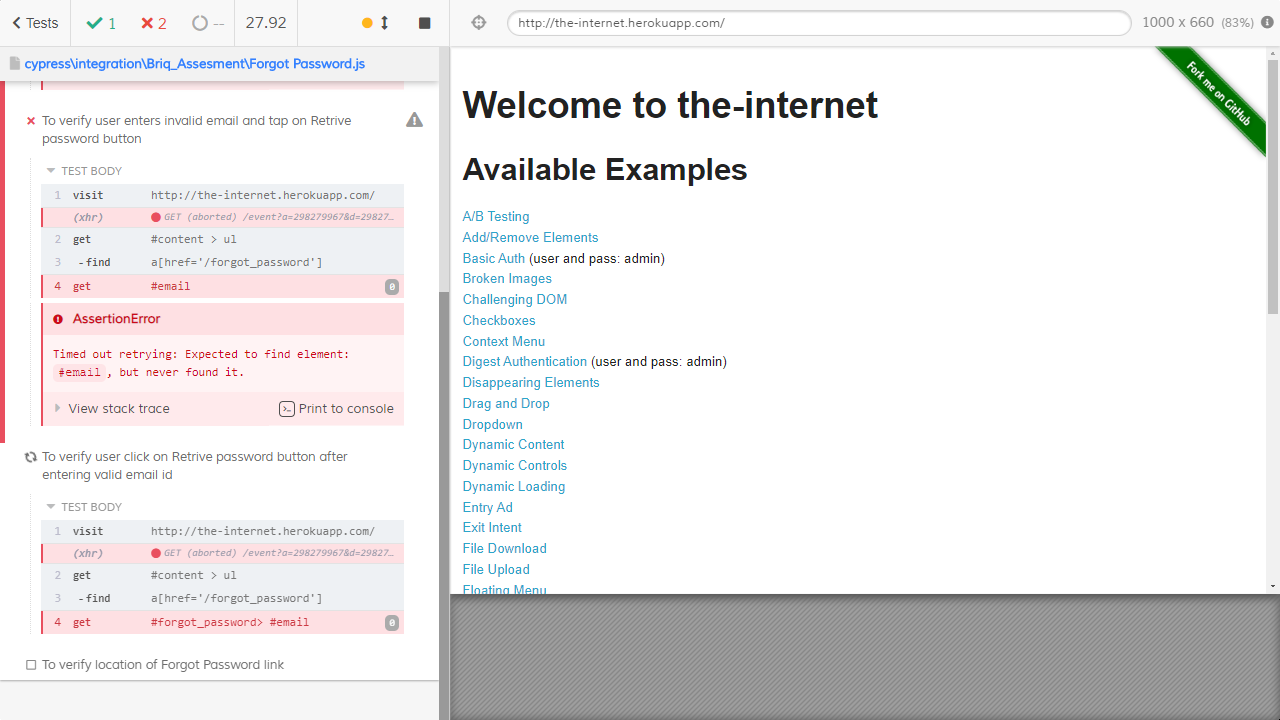 Tests
1
2
--
27.92
http://the-internet.herokuapp.com/
1000 x 660 (83%)
cypress\integration\Briq_Assesment\Forgot Password.js
To verify user enters invalid email and tap on Retrive
password button
TEST BODY
1 visit http://the-internet.herokuapp.com/
(xhr) GET (aborted) /event?a=298279967&d=29827…
2 get #content > ul
3 -find a[href='/forgot_password']
4 get #email 0
AssertionError
Timed out retrying: Expected to find element:
#email, but never found it.
View stack trace Print to console
To verify user click on Retrive password button after
entering valid email id
TEST BODY
1 visit http://the-internet.herokuapp.com/
(xhr) GET (aborted) /event?a=298279967&d=29827…
2 get #content > ul
3 -find a[href='/forgot_password']
4 get #forgot_password> #email 0
To verify location of Forgot Password link
Fork me on GitHub
Welcome to the-internet
Available Examples
A/B Testing
Add/Remove Elements
Basic Auth (user and pass: admin)
Broken Images
Challenging DOM
Checkboxes
Context Menu
Digest Authentication (user and pass: admin)
Disappearing Elements
Drag and Drop
Dropdown
Dynamic Content
Dynamic Controls
Dynamic Loading
Entry Ad
Exit Intent
File Download
File Upload
Floating Menu